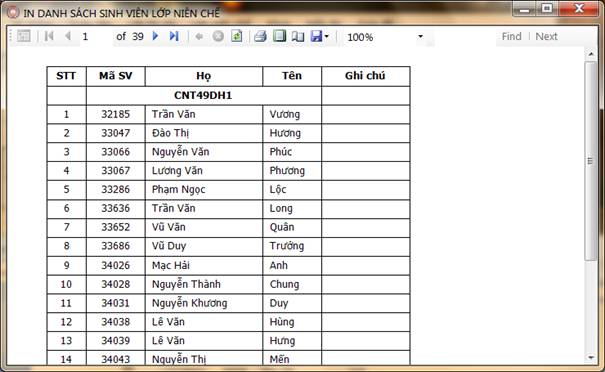 IN DANH SÁCH SINH VIÊN LỚP NIÊN CHẾ
1 of 39 100% Find | Next
STT Mã SV Họ Tên Ghi chú
CNT49DH1
1 32185 Trần Văn Vương
2 33047 Đào Thị Hương
3 33066 Nguyễn Văn Phúc
4 33067 Lương Văn Phương
5 33286 Phạm Ngọc Lộc
6 33636 Trần Văn Long
7 33652 Vũ Văn Quân
8 33686 Vũ Duy Trưởng
9 34026 Mạc Hải Anh
10 34028 Nguyễn Thành Chung
11 34031 Nguyễn Khương Duy
12 34038 Lê Văn Hùng
13 34039 Lê Văn Hưng
14 34043 Nguyễn Thị Mến